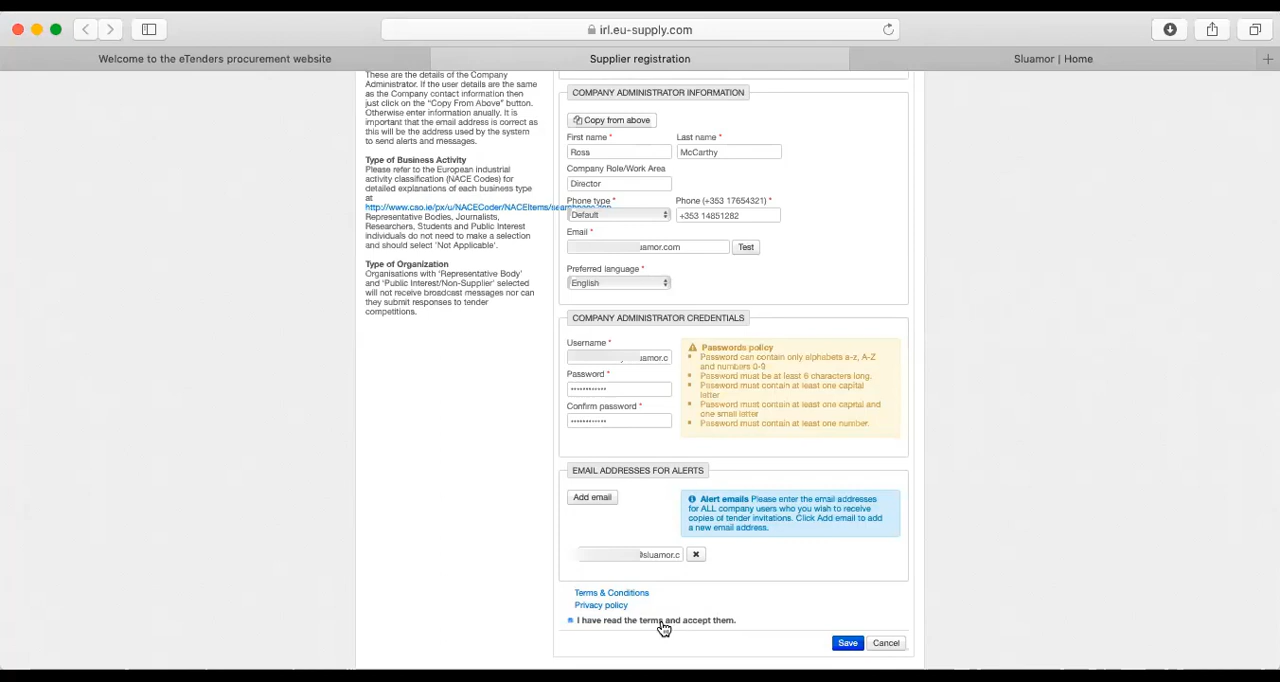 irl.eu-supply.com
Welcome to the eTenders procurement website
Supplier registration
Sluamor | Home
These are the details of the Company
Administrator. If the user details are the same
as the Company contact information then
just click on the "Copy From Above" button.
Otherwise enter information anually. It is
important that the email address is correct as
this will be the address used by the system
to send alerts and messages.
Type of Business Activity
Please refer to the European industrial
activity classification (NACE Codes) for
detailed explanations of each business type
at
http://www.cso.ie/px/u/NACECoder/NACEItems/
Representative Bodies, Journalists,
Researchers, Students and Public Interest
individuals do not need to make a selection
and should select 'Not Applicable'.
Type of Organization
Organisations with 'Representative Body'
and 'Public Interest/Non-Supplier' selected
will not receive broadcast messages nor can
they submit responses to tender
competitions.
COMPANY ADMINISTRATOR INFORMATION
Copy from above
First name *
Last name *
Ross
McCarthy
Company Role/Work Area
Director
Phone type *
Phone (+353 17654321) *
Default
+353 14851282
Email *
uamor.com
Test
Preferred language *
English
COMPANY ADMINISTRATOR CREDENTIALS
Username *
uamor.c
Password *
••••••••••••
Confirm password *
••••••••••••
Passwords policy
Password can contain only alphabets a-z, A-Z
and numbers 0-9
Password must be at least 6 characters long.
Password must contain at least one capital
letter
Password must contain at least one capital and
one small letter
Password must contain at least one number.
EMAIL ADDRESSES FOR ALERTS
Add email
Alert emails Please enter the email addresses
for ALL company users who you wish to receive
copies of tender invitations. Click Add email to add
a new email address.
@sluamor.c
Terms & Conditions
Privacy policy
I have read the terms and accept them.
Save
Cancel